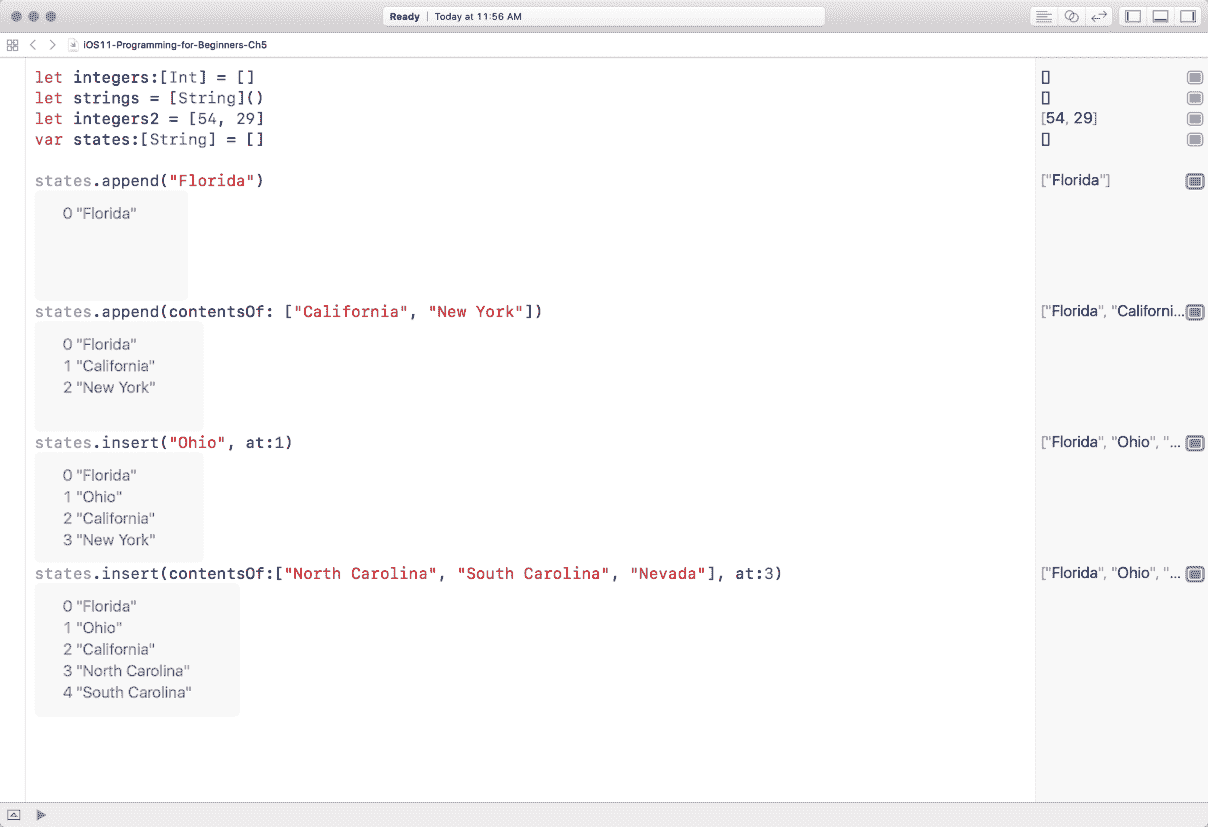 Ready | Today at 11:56 AM
iOS11-Programming-for-Beginners-Ch5
let integers:[Int] = [] []
let strings = [String]() []
let integers2 = [54, 29] [54, 29]
var states:[String] = [] []
states.append("Florida") ["Florida"]
0 "Florida"
states.append(contentsOf: ["California", "New York"]) ["Florida", "Californi...
0 "Florida"
1 "California"
2 "New York"
states.insert("Ohio", at:1) ["Florida", "Ohio", "...
0 "Florida"
1 "Ohio"
2 "California"
3 "New York"
states.insert(contentsOf:["North Carolina", "South Carolina", "Nevada"], at:3) ["Florida", "Ohio", "...
0 "Florida"
1 "Ohio"
2 "California"
3 "North Carolina"
4 "South Carolina"